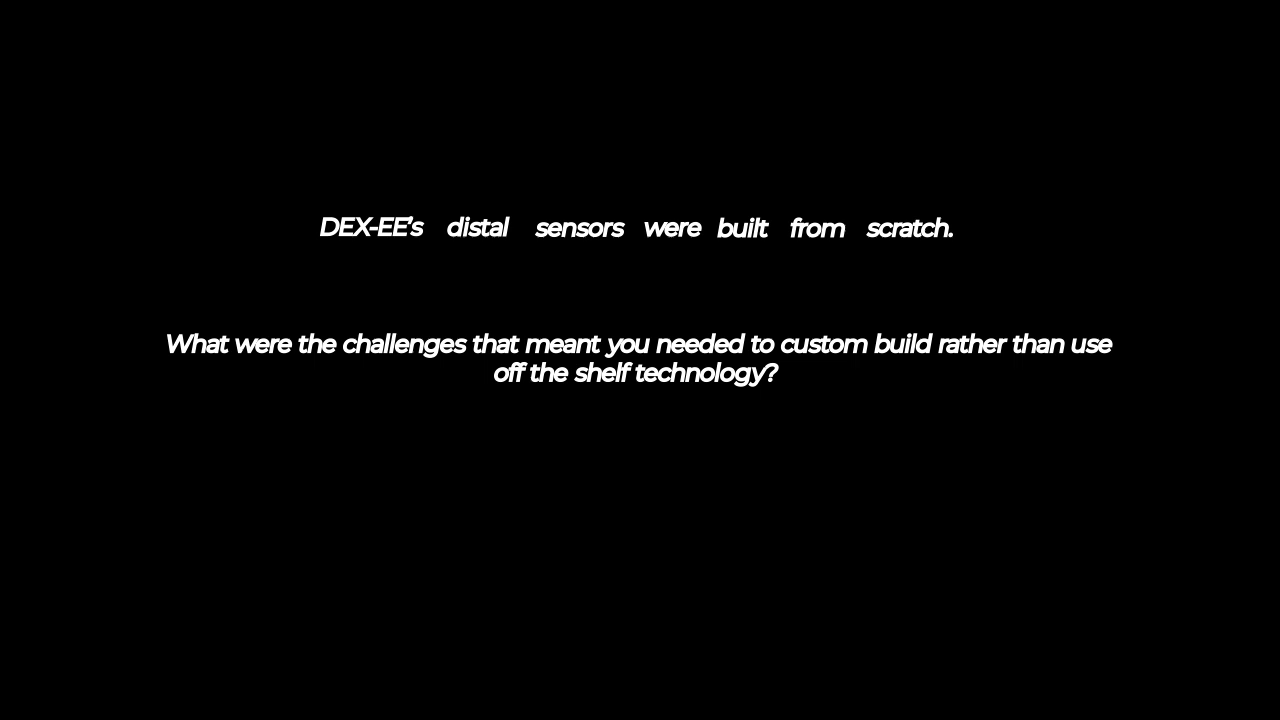 DEX-EE's distal sensors were built from scratch.
What were the challenges that meant you needed to custom build rather than use
off the shelf technology?